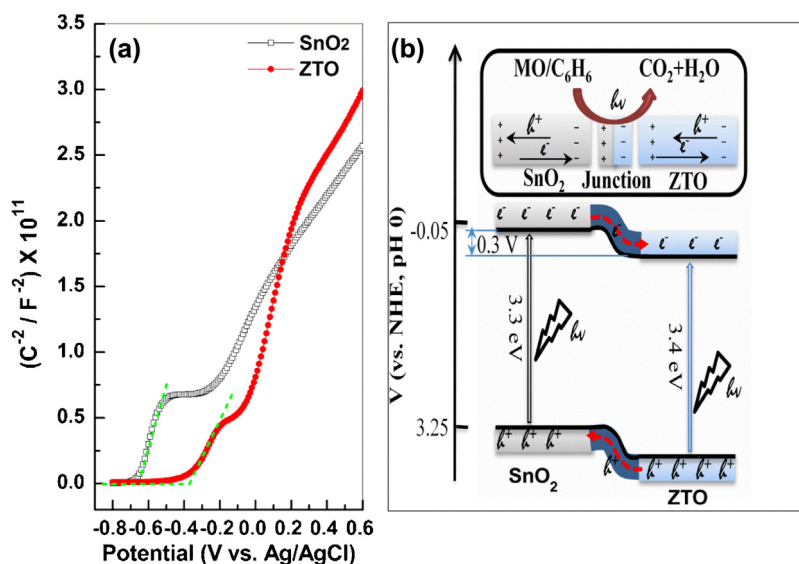 (a)
SnO₂
ZTO
3.5
3.0
2.5
2.0
1.5
1.0
0.5
0.0
(C⁻² / F⁻²) X 10¹¹
-0.8 -0.6 -0.4 -0.2 0.0 0.2 0.4 0.6
Potential (V vs. Ag/AgCl)
(b)
MO/C₆H₆ CO₂+H₂O
hν
+ h⁺ - + - + h⁺ -
+ - + - + -
+ e⁻ - + - + e⁻ -
SnO₂ Junction ZTO
V (vs. NHE, pH 0)
-0.05
0.3 V
3.25
e⁻ e⁻ e⁻ e⁻
e⁻
e⁻ e⁻ e⁻
3.3 eV
hν
3.4 eV
hν
h⁺ h⁺ h⁺
h⁺
h⁺ h⁺ h⁺ h⁺
SnO₂
ZTO